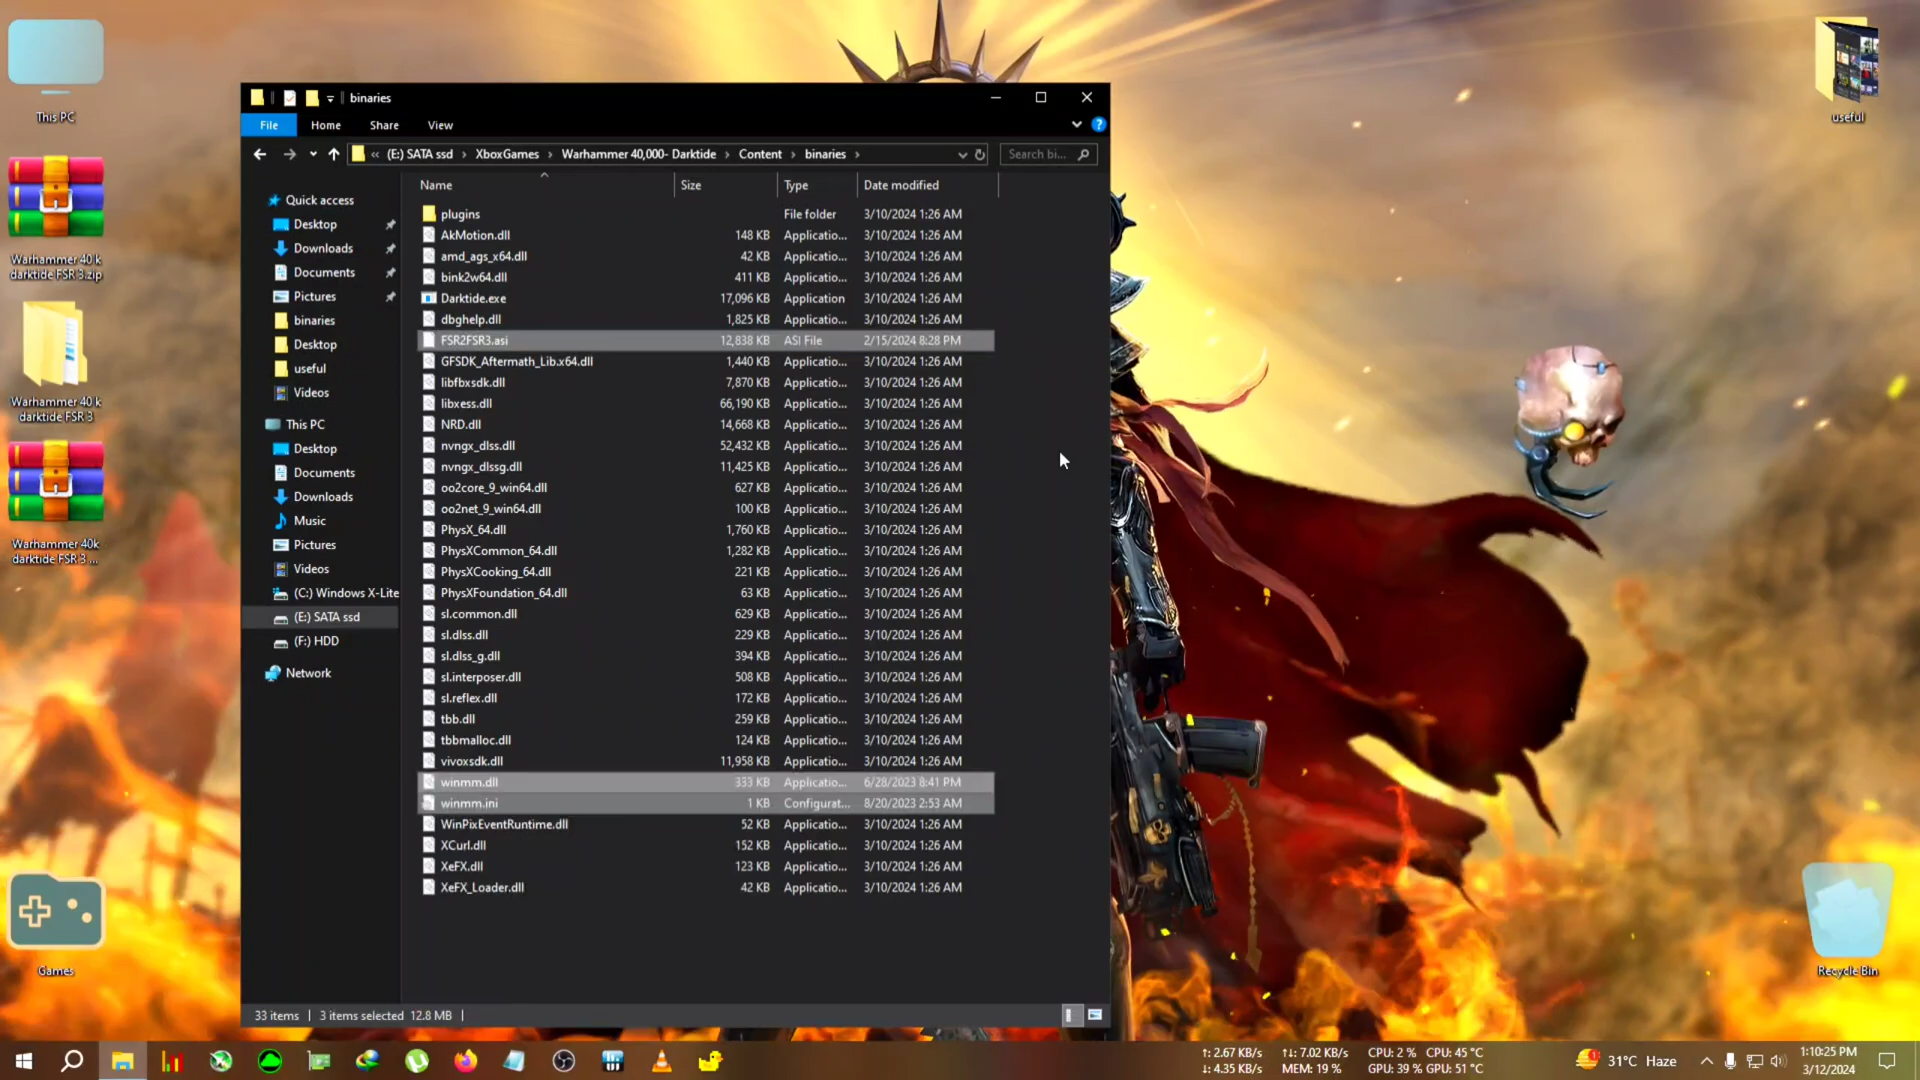 This PC
Warhammer 40 k
darktide FSR 3.zip
Warhammer 40 k
darktide FSR 3
Warhammer 40k
darktide FSR 3....
Games
useful
Recycle Bin
binaries
File Home Share View
« (E:) SATA ssd › XboxGames › Warhammer 40,000- Darktide › Content › binaries ›
Search bi...
Quick access
Desktop
Downloads
Documents
Pictures
binaries
Desktop
useful
Videos
This PC
Desktop
Documents
Downloads
Music
Pictures
Videos
(C:) Windows X-Lite
(E:) SATA ssd
(F:) HDD
Network
Name Size Type Date modified
plugins File folder 3/10/2024 1:26 AM
AkMotion.dll 148 KB Applicatio... 3/10/2024 1:26 AM
amd_ags_x64.dll 42 KB Applicatio... 3/10/2024 1:26 AM
bink2w64.dll 411 KB Applicatio... 3/10/2024 1:26 AM
Darktide.exe 17,096 KB Application 3/10/2024 1:26 AM
dbghelp.dll 1,825 KB Applicatio... 3/10/2024 1:26 AM
FSR2FSR3.asi 12,838 KB ASI File 2/15/2024 8:28 PM
GFSDK_Aftermath_Lib.x64.dll 1,440 KB Applicatio... 3/10/2024 1:26 AM
libfbxsdk.dll 7,870 KB Applicatio... 3/10/2024 1:26 AM
libxess.dll 66,190 KB Applicatio... 3/10/2024 1:26 AM
NRD.dll 14,668 KB Applicatio... 3/10/2024 1:26 AM
nvngx_dlss.dll 52,432 KB Applicatio... 3/10/2024 1:26 AM
nvngx_dlssg.dll 11,425 KB Applicatio... 3/10/2024 1:26 AM
oo2core_9_win64.dll 627 KB Applicatio... 3/10/2024 1:26 AM
oo2net_9_win64.dll 100 KB Applicatio... 3/10/2024 1:26 AM
PhysX_64.dll 1,760 KB Applicatio... 3/10/2024 1:26 AM
PhysXCommon_64.dll 1,282 KB Applicatio... 3/10/2024 1:26 AM
PhysXCooking_64.dll 221 KB Applicatio... 3/10/2024 1:26 AM
PhysXFoundation_64.dll 63 KB Applicatio... 3/10/2024 1:26 AM
sl.common.dll 629 KB Applicatio... 3/10/2024 1:26 AM
sl.dlss.dll 229 KB Applicatio... 3/10/2024 1:26 AM
sl.dlss_g.dll 394 KB Applicatio... 3/10/2024 1:26 AM
sl.interposer.dll 508 KB Applicatio... 3/10/2024 1:26 AM
sl.reflex.dll 172 KB Applicatio... 3/10/2024 1:26 AM
tbb.dll 259 KB Applicatio... 3/10/2024 1:26 AM
tbbmalloc.dll 124 KB Applicatio... 3/10/2024 1:26 AM
vivoxsdk.dll 11,958 KB Applicatio... 3/10/2024 1:26 AM
winmm.dll 333 KB Applicatio... 6/28/2023 8:41 PM
winmm.ini 1 KB Configurat... 8/20/2023 2:53 AM
WinPixEventRuntime.dll 52 KB Applicatio... 3/10/2024 1:26 AM
XCurl.dll 152 KB Applicatio... 3/10/2024 1:26 AM
XeFX.dll 123 KB Applicatio... 3/10/2024 1:26 AM
XeFX_Loader.dll 42 KB Applicatio... 3/10/2024 1:26 AM
33 items 3 items selected 12.8 MB
↑: 2.67 KB/s ↑↓: 7.02 KB/s CPU: 2 % CPU: 45 °C
↓: 4.35 KB/s MEM: 19 % GPU: 39 % GPU: 51 °C
31°C Haze
1:10:25 PM
3/12/2024